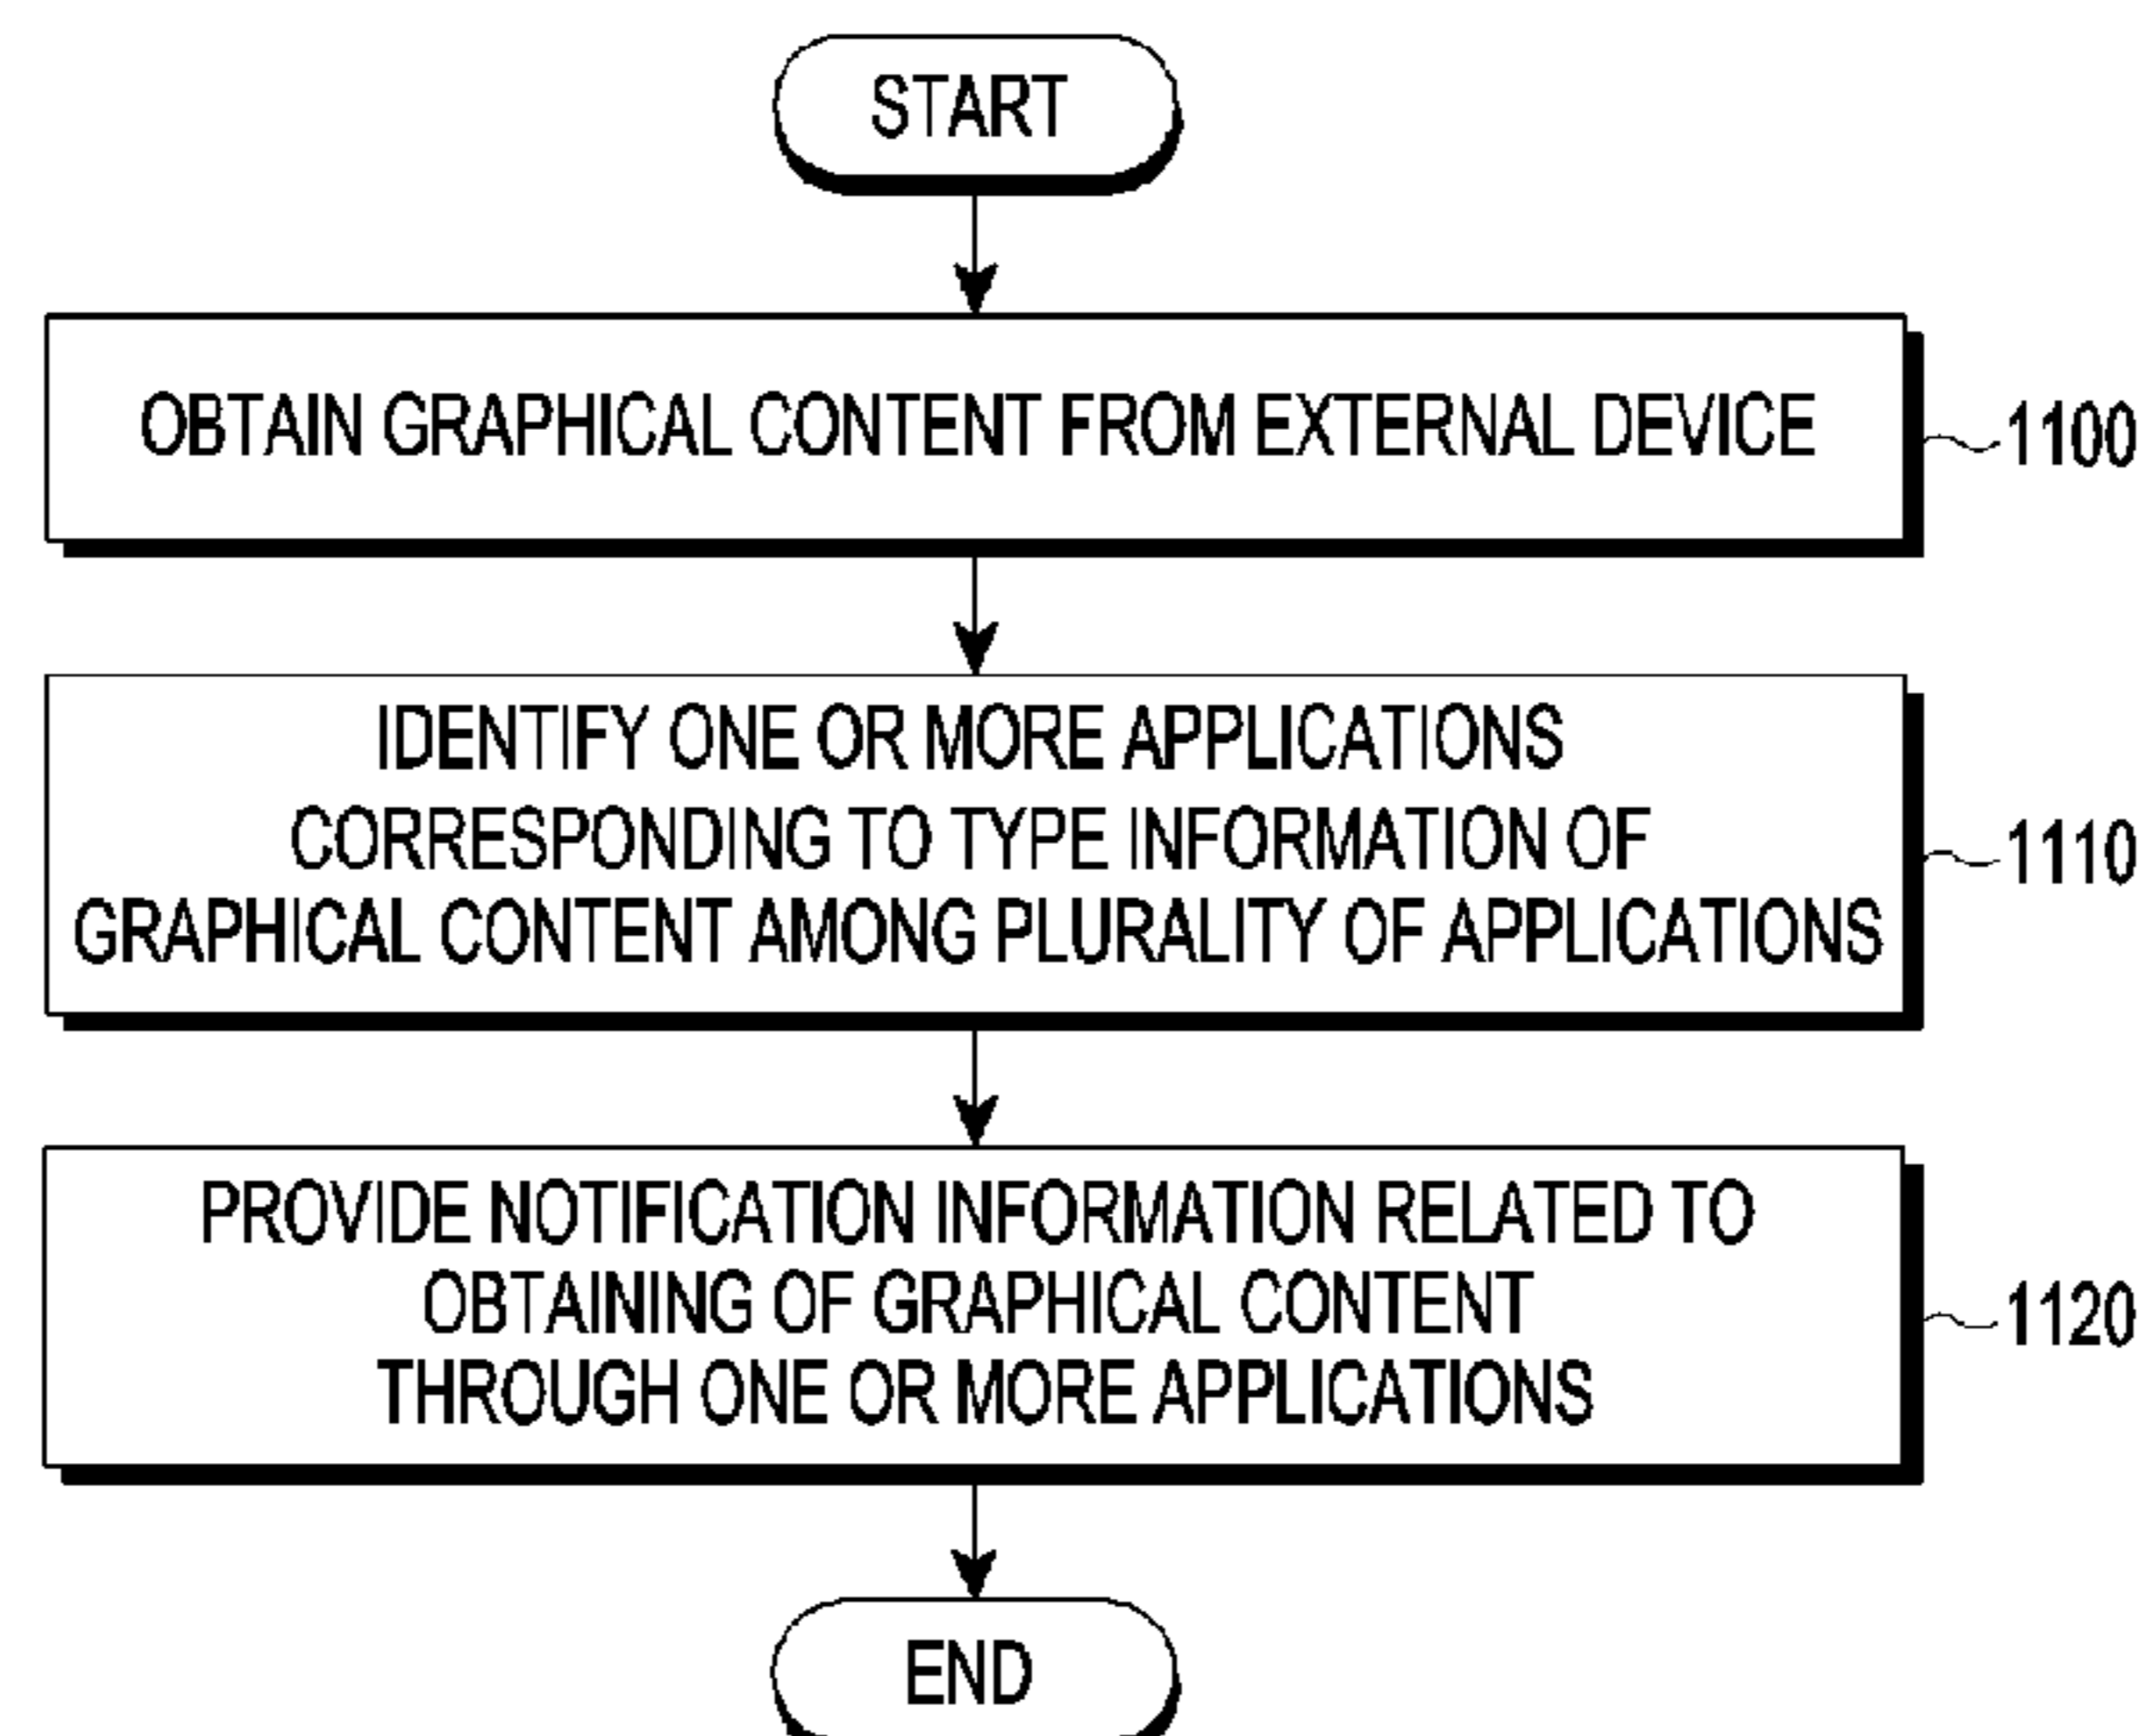 START
OBTAIN GRAPHICAL CONTENT FROM EXTERNAL DEVICE
1100
IDENTIFY ONE OR MORE APPLICATIONS
CORRESPONDING TO TYPE INFORMATION OF
GRAPHICAL CONTENT AMONG PLURALITY OF APPLICATIONS
1110
PROVIDE NOTIFICATION INFORMATION RELATED TO
OBTAINING OF GRAPHICAL CONTENT
THROUGH ONE OR MORE APPLICATIONS
1120
END